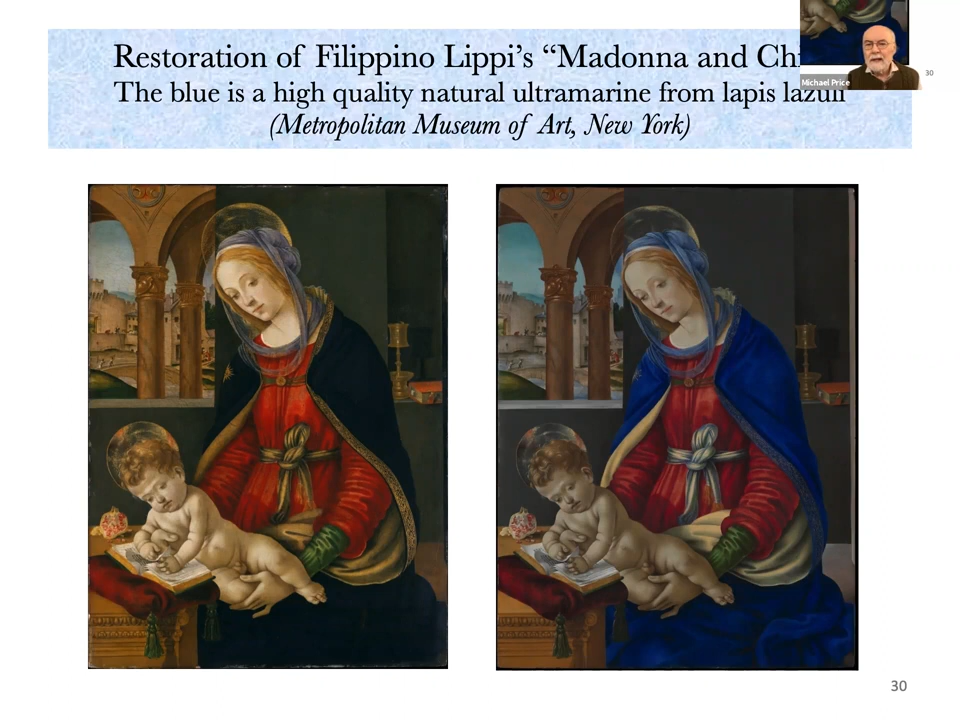 Restoration of Filippino Lippi's “Madonna and Chi
The blue is a high quality natural ultramarine from lapis lazuli
(Metropolitan Museum of Art, New York)
Michael Price
30
30